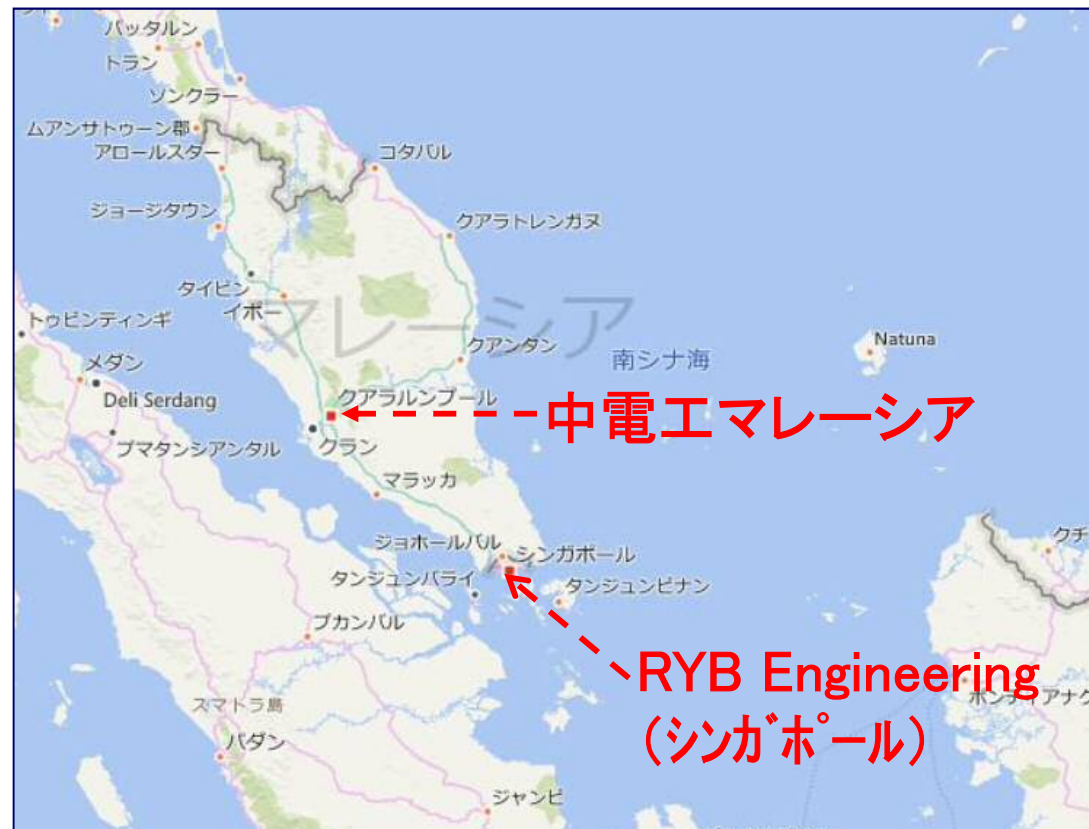 パッタルン
トラン
ソンクラー
ムアンサトゥーン郡
アロールスター
コタバル
ジョージタウン
クアラトレンガヌ
タイピン
イポー
マレーシア
トゥビンティンギ
クアンタン
南シナ海
Natuna
メダン
Deli Serdang
クアラルンプール
中電工マレーシア
プマタンシアンタル
クラン
マラッカ
ジョホールバル
シンガポール
タンジュンバライ
タンジュンピナン
プカンバル
クチ
RYB Engineering
(シンガポール)
ポンティアナク
スマトラ島
パダン
ジャンビ